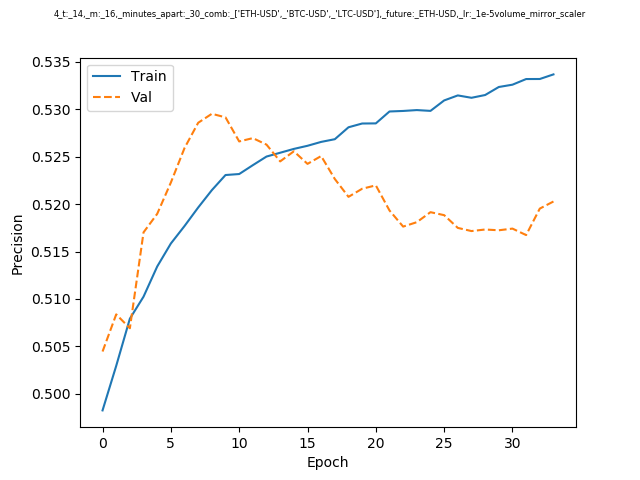 4_t:_14,_m:_16,_minutes_apart:_30_comb:_['ETH-USD',_'BTC-USD',_'LTC-USD'],_future:_ETH-USD,_lr:_1e-5volume_mirror_scaler
Train
Val
0.535
0.530
0.525
0.520
0.515
0.510
0.505
0.500
Precision
0 5 10 15 20 25 30
Epoch